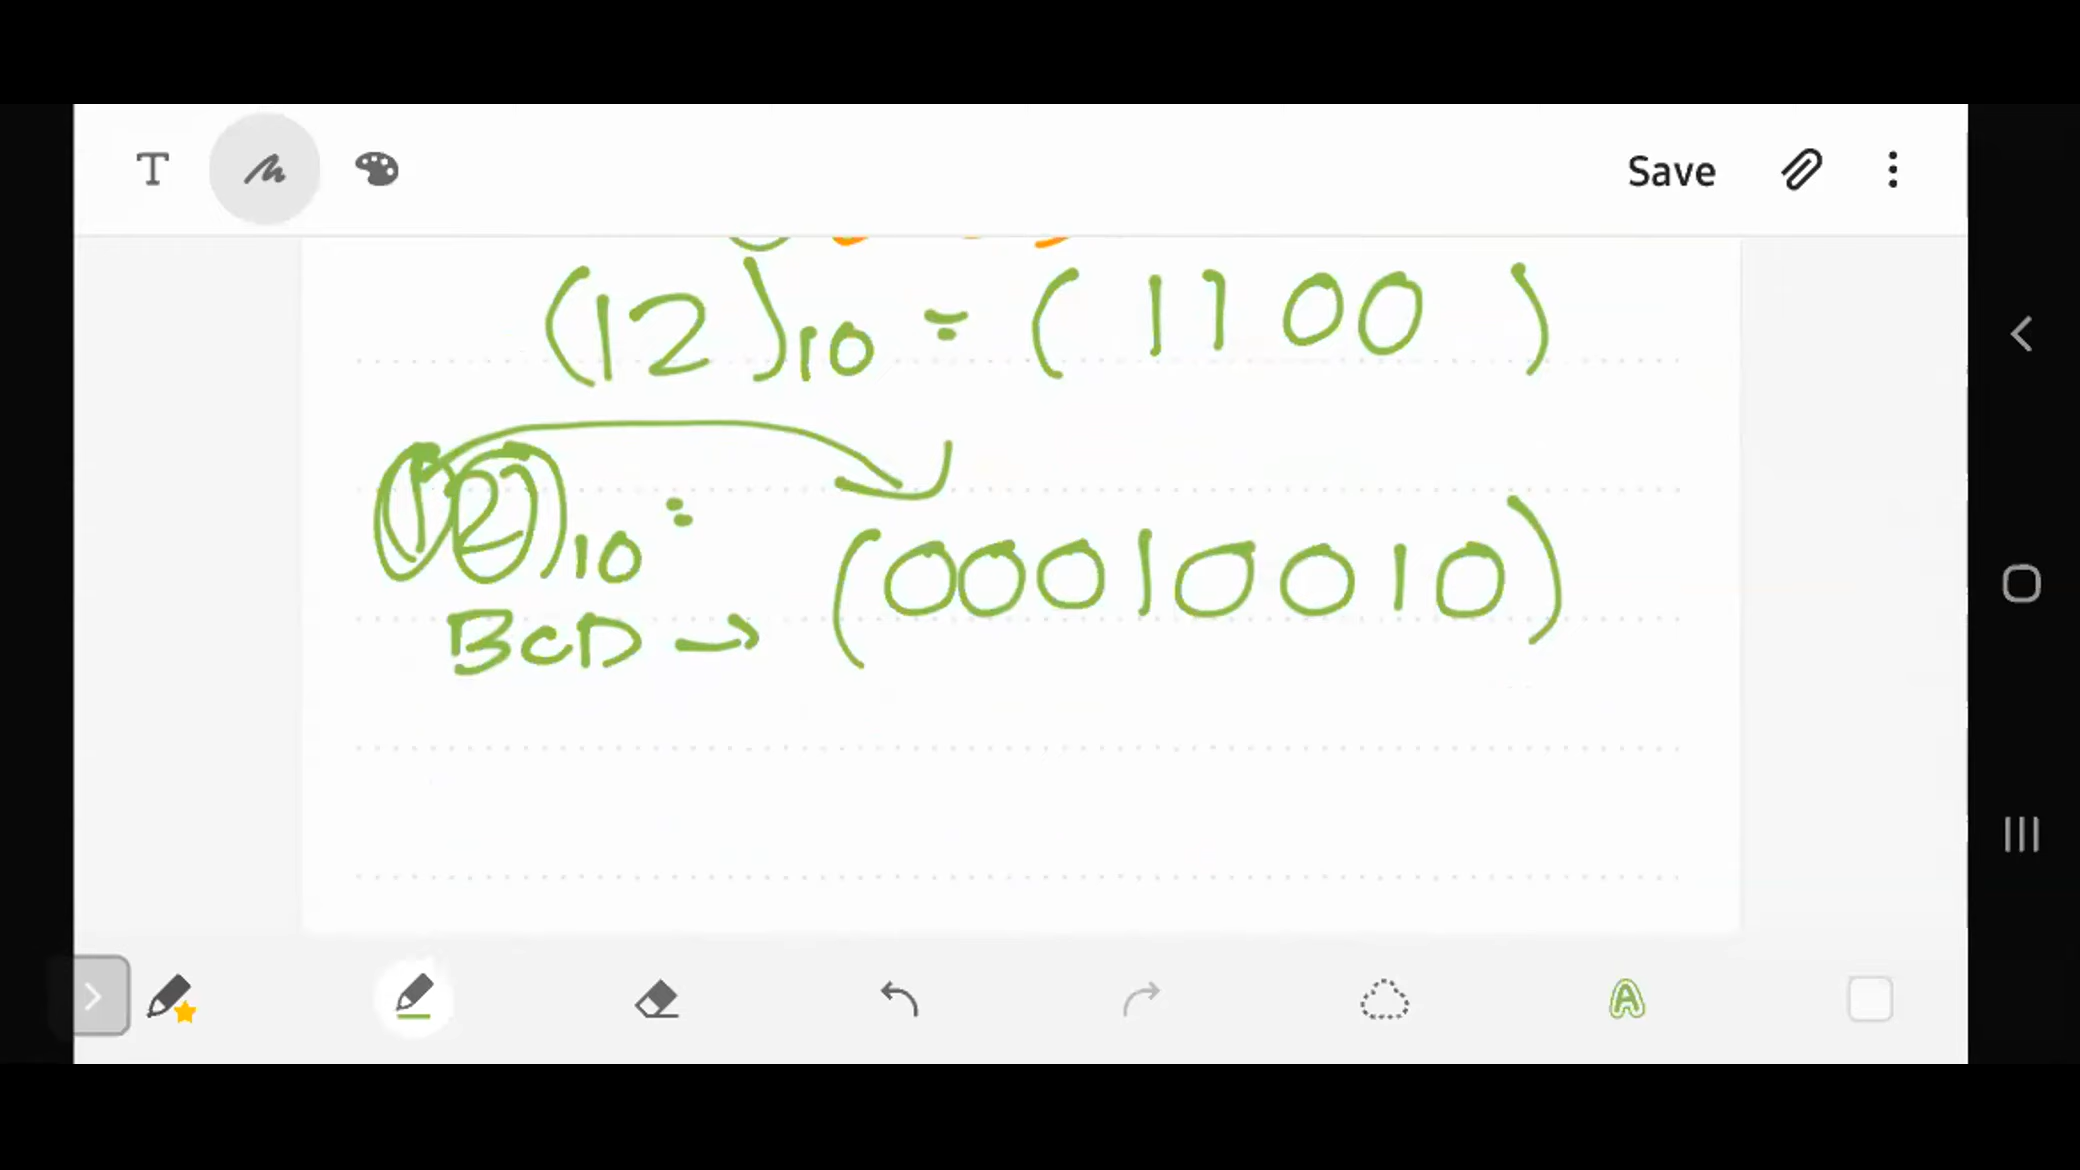 T Save
(12)10 = ( 1100 )
12)10 = (00010010)
BCD →
A